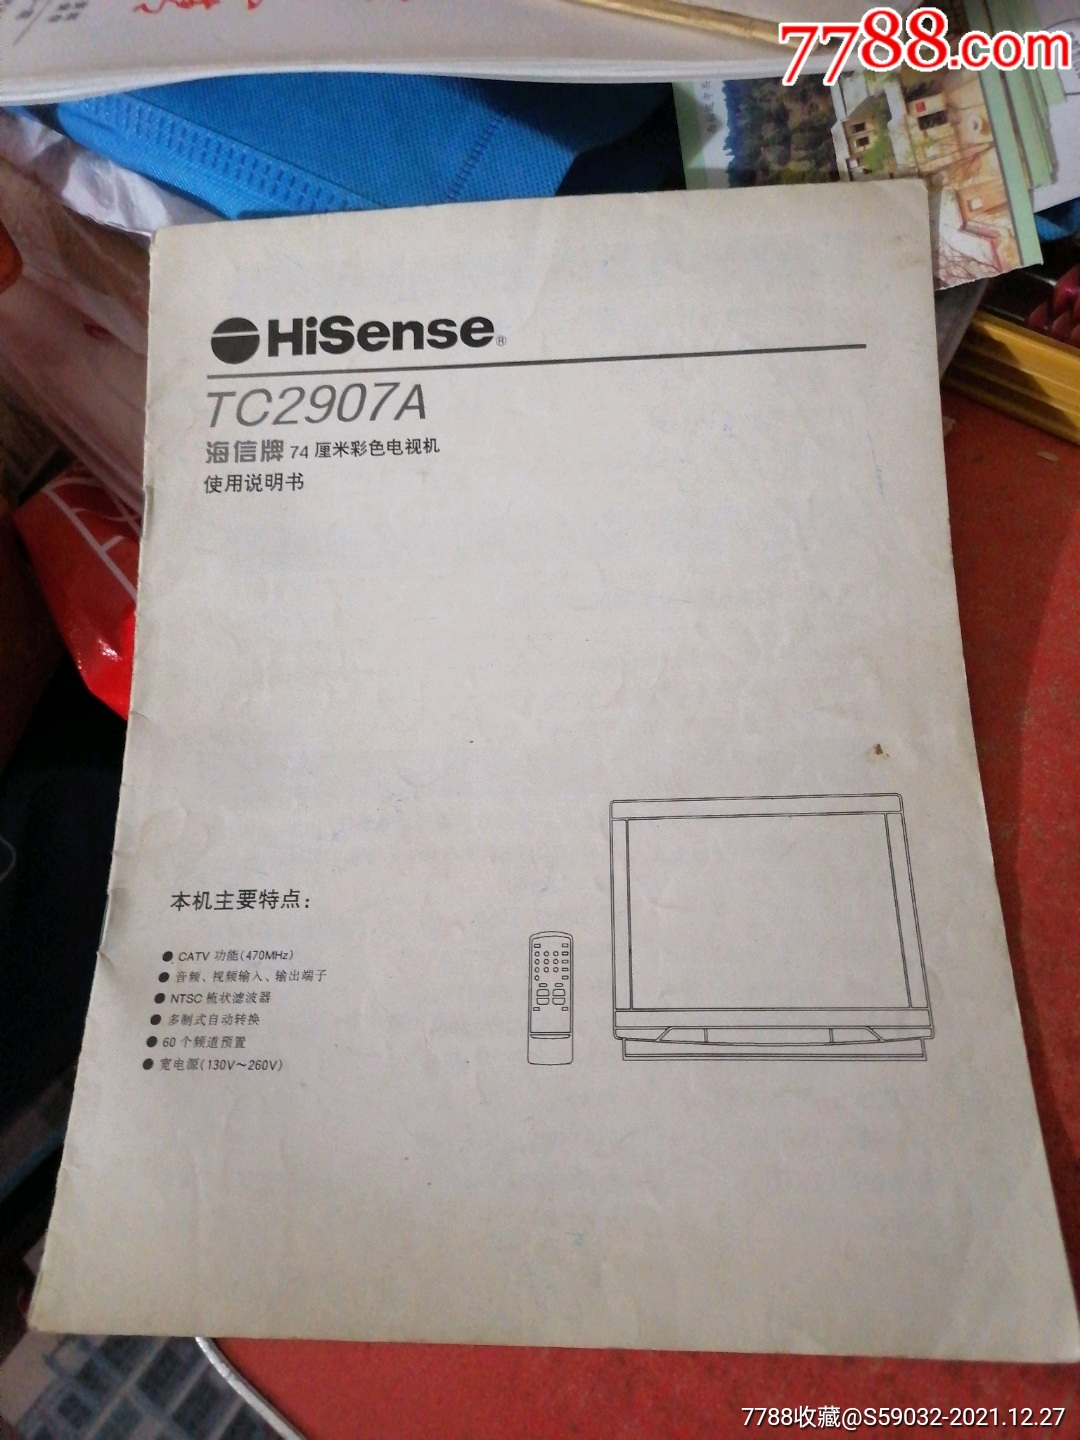 7788.com
HiSense®
TC2907A
海信牌 74 厘米彩色电视机
使用说明书
本机主要特点：
● CATV 功能(470MHz)
● 音频、视频输入、输出端子
● NTSC 梳状滤波器
● 多制式自动转换
● 60 个频道预置
● 宽电源(130V～260V)
7788收藏@S59032-2021.12.27